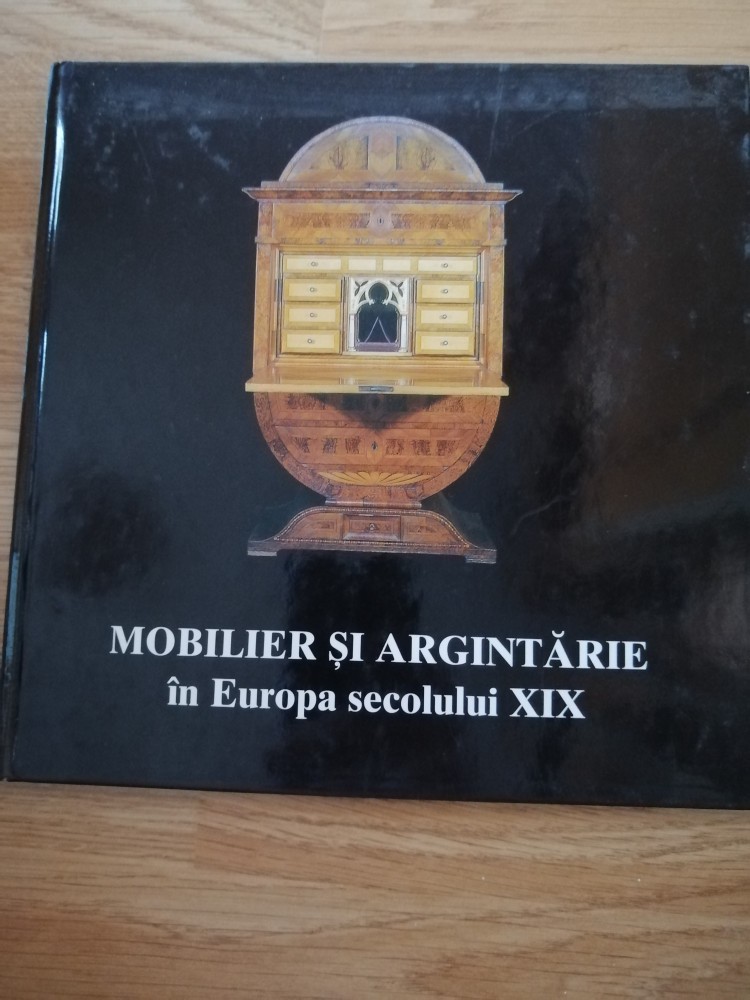 MOBILIER ȘI ARGINTĂRIE
în Europa secolului XIX